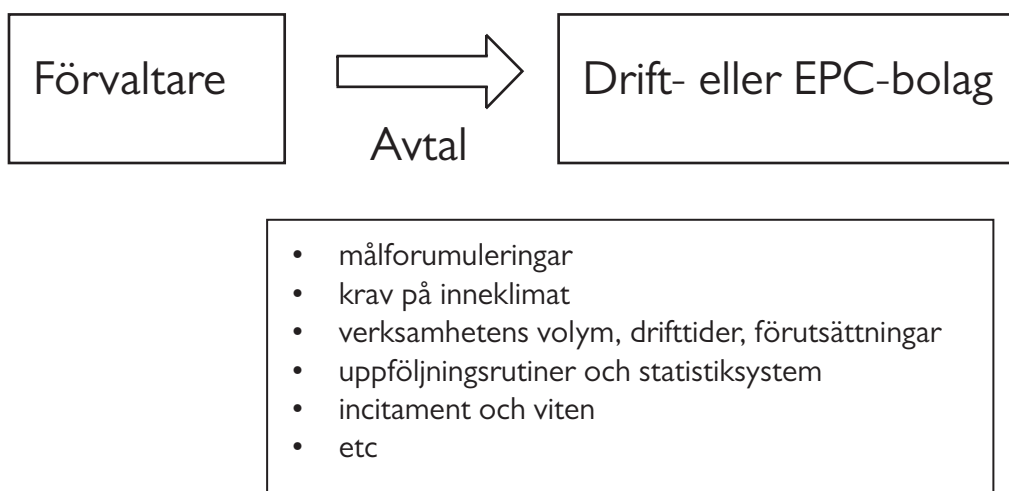 Förvaltare
Drift- eller EPC-bolag
Avtal
• målforumuleringar
• krav på inneklimat
• verksamhetens volym, drifttider, förutsättningar
• uppföljningsrutiner och statistiksystem
• incitament och viten
• etc